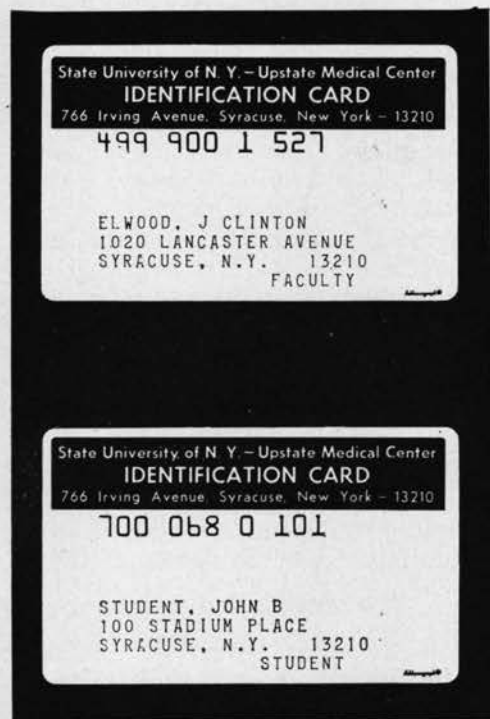 State University of N. Y. – Upstate Medical Center
IDENTIFICATION CARD
766 Irving Avenue, Syracuse, New York – 13210
499 900 1 527
ELWOOD, J CLINTON
1020 LANCASTER AVENUE
SYRACUSE, N.Y. 13210
FACULTY
State University of N. Y. – Upstate Medical Center
IDENTIFICATION CARD
766 Irving Avenue, Syracuse, New York – 13210
700 068 0 101
STUDENT, JOHN B
100 STADIUM PLACE
SYRACUSE, N.Y. 13210
STUDENT